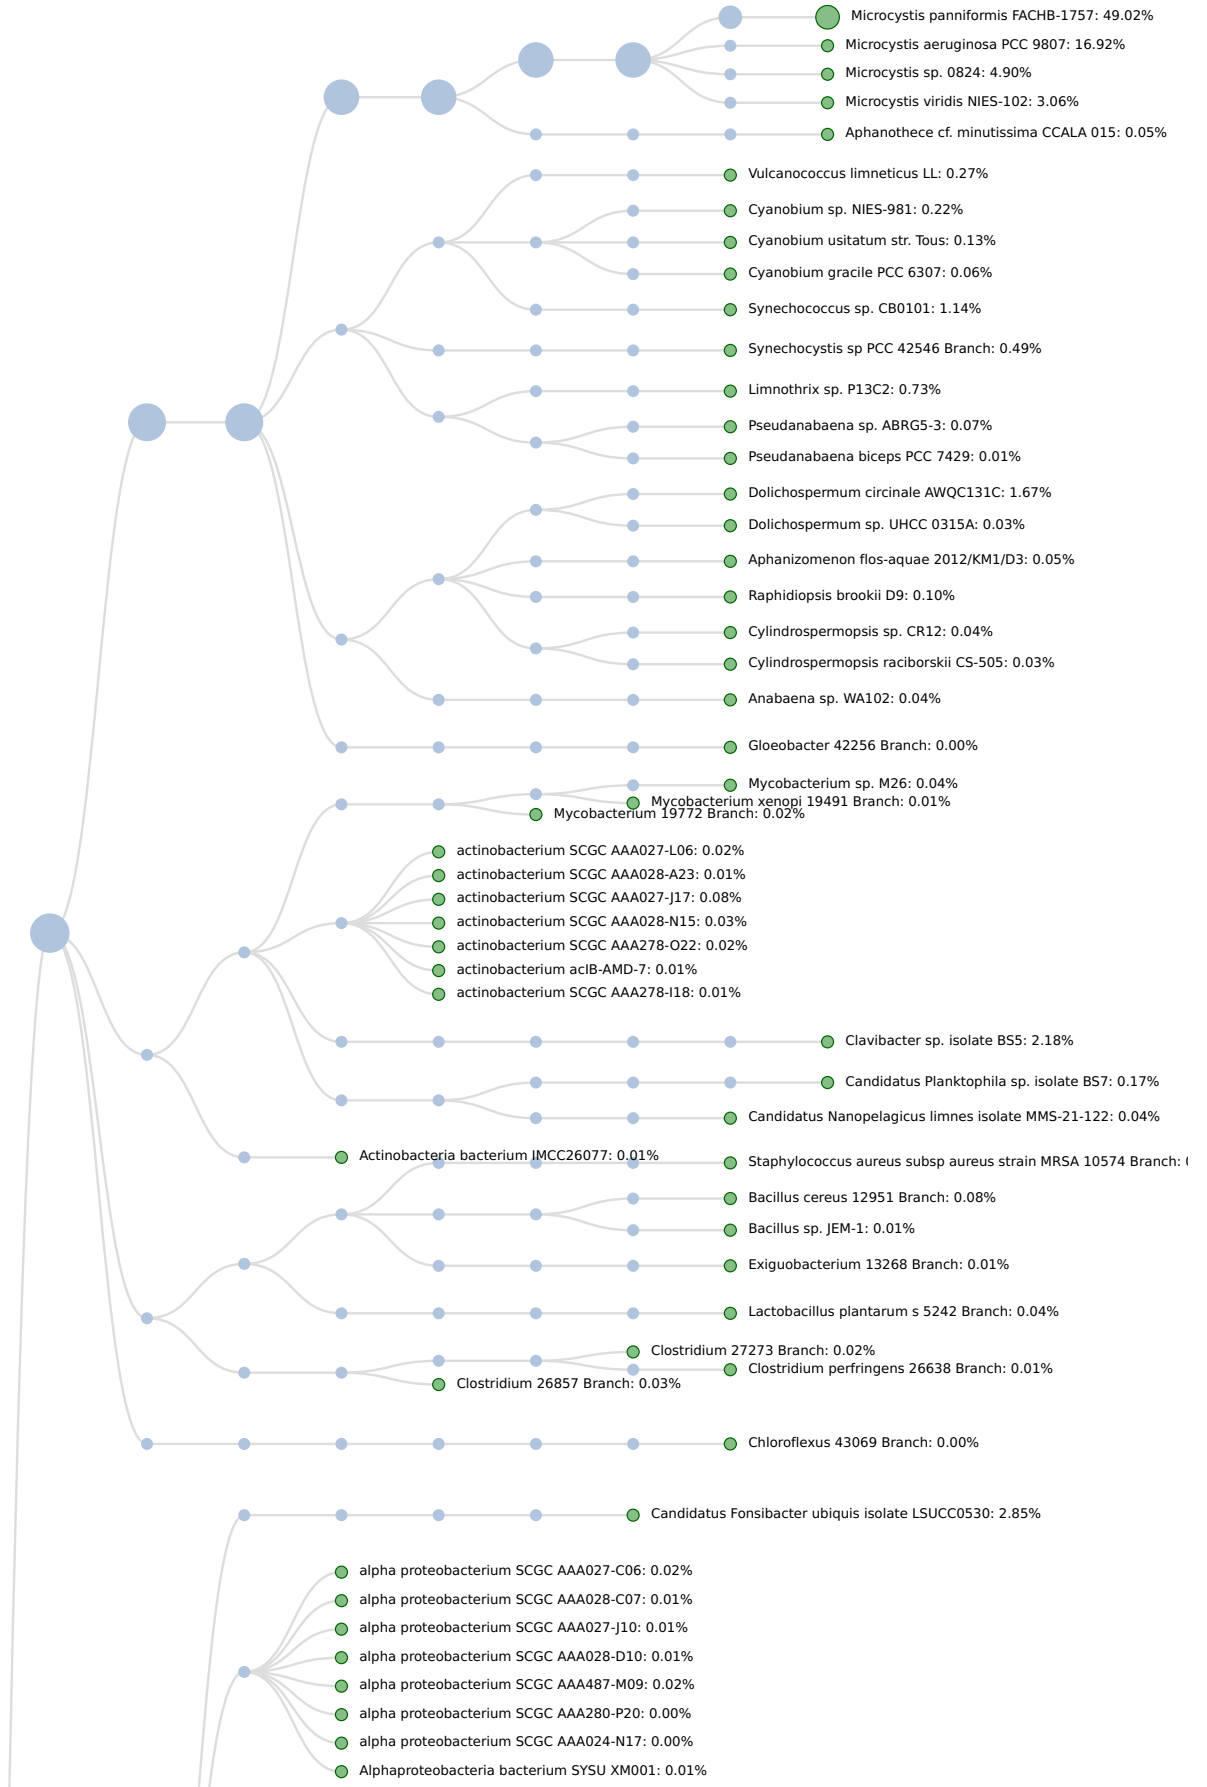 Microcystis panniformis FACHB-1757: 49.02%
Microcystis aeruginosa PCC 9807: 16.92%
Microcystis sp. 0824: 4.90%
Microcystis viridis NIES-102: 3.06%
Aphanothece cf. minutissima CCALA 015: 0.05%
Vulcanococcus limneticus LL: 0.27%
Cyanobium sp. NIES-981: 0.22%
Cyanobium usitatum str. Tous: 0.13%
Cyanobium gracile PCC 6307: 0.06%
Synechococcus sp. CB0101: 1.14%
Synechocystis sp PCC 42546 Branch: 0.49%
Limnothrix sp. P13C2: 0.73%
Pseudanabaena sp. ABRG5-3: 0.07%
Pseudanabaena biceps PCC 7429: 0.01%
Dolichospermum circinale AWQC131C: 1.67%
Dolichospermum sp. UHCC 0315A: 0.03%
Aphanizomenon flos-aquae 2012/KM1/D3: 0.05%
Raphidiopsis brookii D9: 0.10%
Cylindrospermopsis sp. CR12: 0.04%
Cylindrospermopsis raciborskii CS-505: 0.03%
Anabaena sp. WA102: 0.04%
Gloeobacter 42256 Branch: 0.00%
Mycobacterium sp. M26: 0.04%
Mycobacterium xenopi 19491 Branch: 0.01%
Mycobacterium 19772 Branch: 0.02%
actinobacterium SCGC AAA027-L06: 0.02%
actinobacterium SCGC AAA028-A23: 0.01%
actinobacterium SCGC AAA027-J17: 0.08%
actinobacterium SCGC AAA028-N15: 0.03%
actinobacterium SCGC AAA278-O22: 0.02%
actinobacterium acIB-AMD-7: 0.01%
actinobacterium SCGC AAA278-I18: 0.01%
Clavibacter sp. isolate BS5: 2.18%
Candidatus Planktophila sp. isolate BS7: 0.17%
Candidatus Nanopelagicus limnes isolate MMS-21-122: 0.04%
Actinobacteria bacterium IMCC26077: 0.01%
Staphylococcus aureus subsp aureus strain MRSA 10574 Branch:
Bacillus cereus 12951 Branch: 0.08%
Bacillus sp. JEM-1: 0.01%
Exiguobacterium 13268 Branch: 0.01%
Lactobacillus plantarum s 5242 Branch: 0.04%
Clostridium 27273 Branch: 0.02%
Clostridium perfringens 26638 Branch: 0.01%
Clostridium 26857 Branch: 0.03%
Chloroflexus 43069 Branch: 0.00%
Candidatus Fonsibacter ubiquis isolate LSUCC0530: 2.85%
alpha proteobacterium SCGC AAA027-C06: 0.02%
alpha proteobacterium SCGC AAA028-C07: 0.01%
alpha proteobacterium SCGC AAA027-J10: 0.01%
alpha proteobacterium SCGC AAA028-D10: 0.01%
alpha proteobacterium SCGC AAA487-M09: 0.02%
alpha proteobacterium SCGC AAA280-P20: 0.00%
alpha proteobacterium SCGC AAA024-N17: 0.00%
Alphaproteobacteria bacterium SYSU XM001: 0.01%